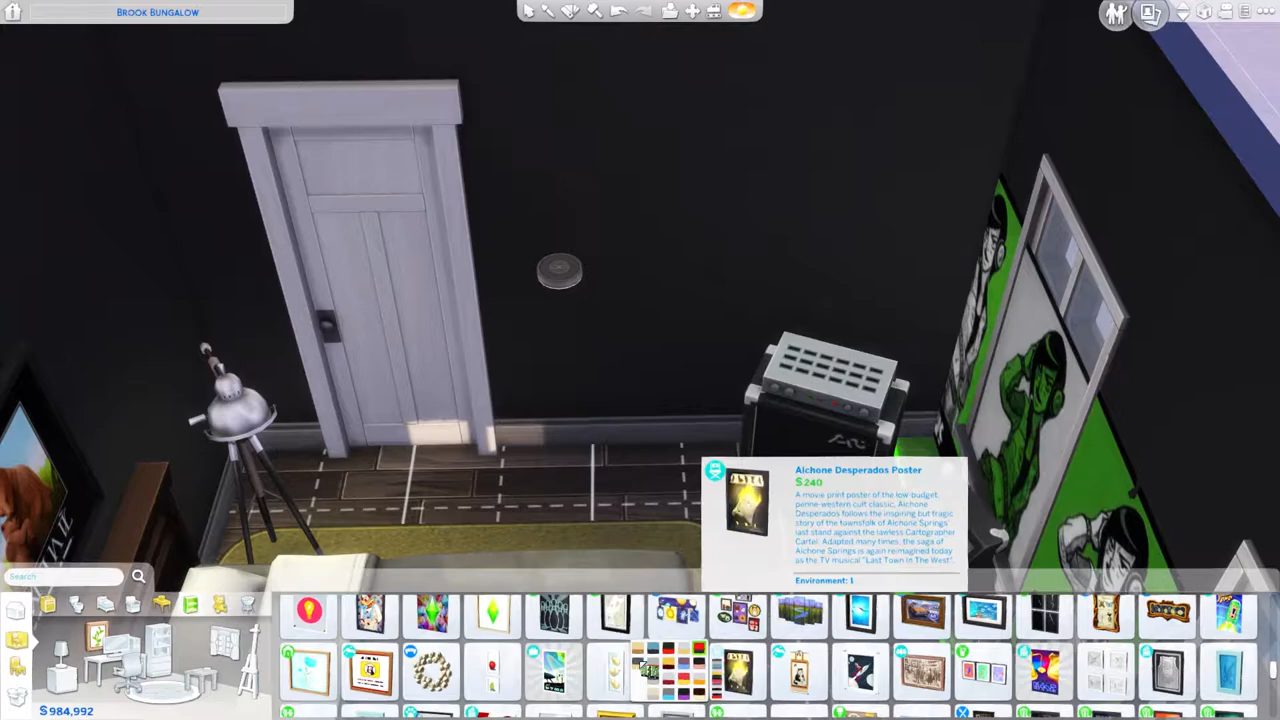 BROOK BUNGALOW
Alchone Desperados Poster
$240
A movie print poster of the low-budget,
penne-western cult classic, Alchone
Desperados follows the inspiring but tragic
story of the townsfolk of Alchone Springs'
last stand against the lawless Cartographer
Cartel. Adapted many times, the saga of
Alchone Springs is again reimagined today
as the TV musical "Last Town In The West".
Environment: 1
Search
$984,992